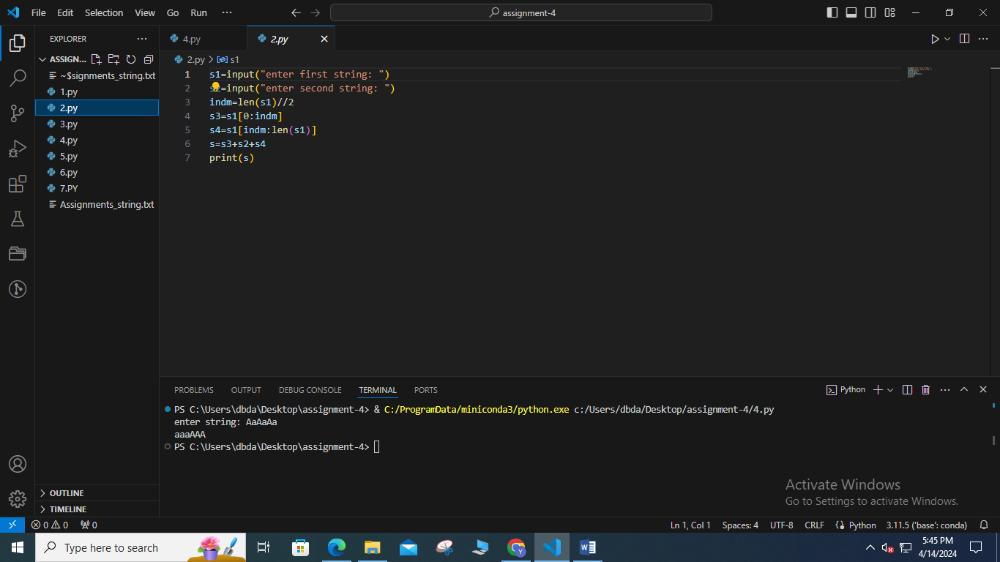 File Edit Selection View Go Run ··· assignment-4
EXPLORER ···
ASSIGN...
~$signments_string.txt
1.py
2.py
3.py
4.py
5.py
6.py
7.PY
Assignments_string.txt
OUTLINE
TIMELINE
4.py 2.py
2.py > s1
1 s1=input("enter first string: ")
2 s2=input("enter second string: ")
3 indm=len(s1)//2
4 s3=s1[0:indm]
5 s4=s1[indm:len(s1)]
6 s=s3+s2+s4
7 print(s)
PROBLEMS OUTPUT DEBUG CONSOLE TERMINAL PORTS Python
PS C:\Users\dbda\Desktop\assignment-4> & C:/ProgramData/miniconda3/python.exe c:/Users/dbda/Desktop/assignment-4/4.py
enter string: AaAaAa
aaaAAA
PS C:\Users\dbda\Desktop\assignment-4>
Activate Windows
Go to Settings to activate Windows.
0 0 0 Ln 1, Col 1 Spaces: 4 UTF-8 CRLF Python 3.11.5 ('base': conda)
Type here to search
5:45 PM
4/14/2024